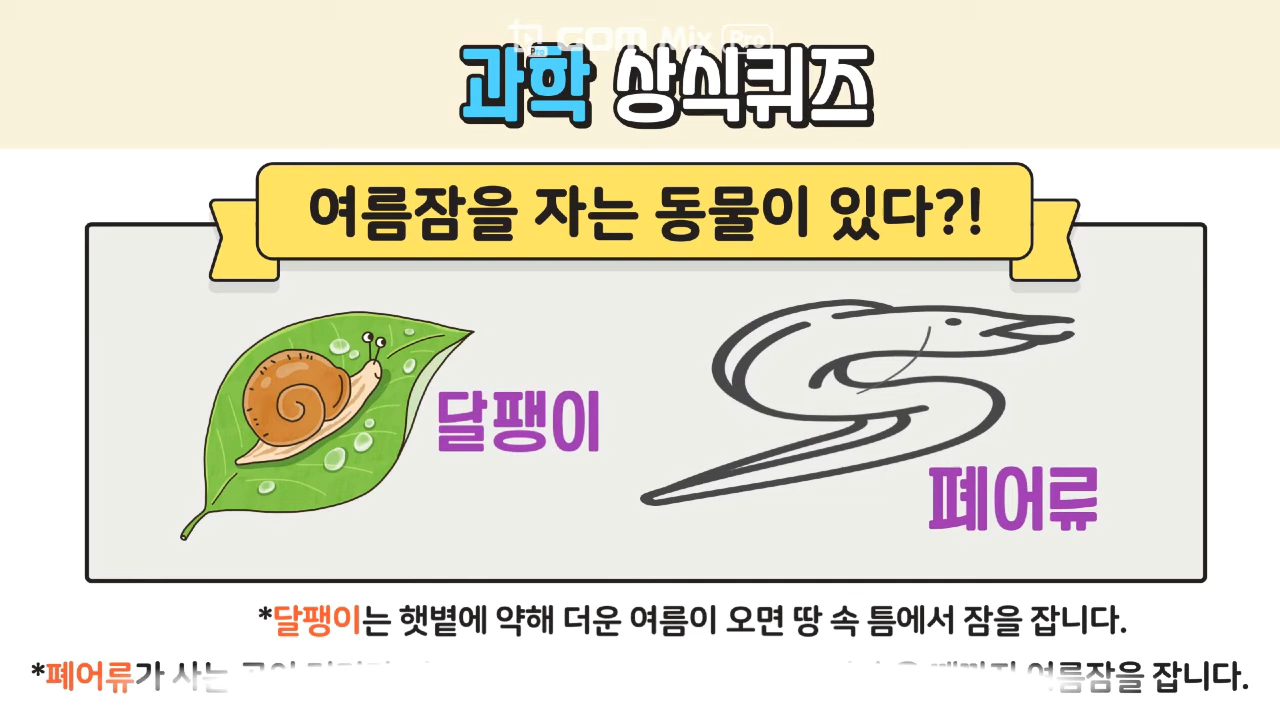 GOM Mix Pro
과학 상식퀴즈
여름잠을 자는 동물이 있다?!
달팽이
폐어류
*달팽이는 햇볕에 약해 더운 여름이 오면 땅 속 틈에서 잠을 잡니다.
*폐어류가 사는 여름잠을 잡니다.